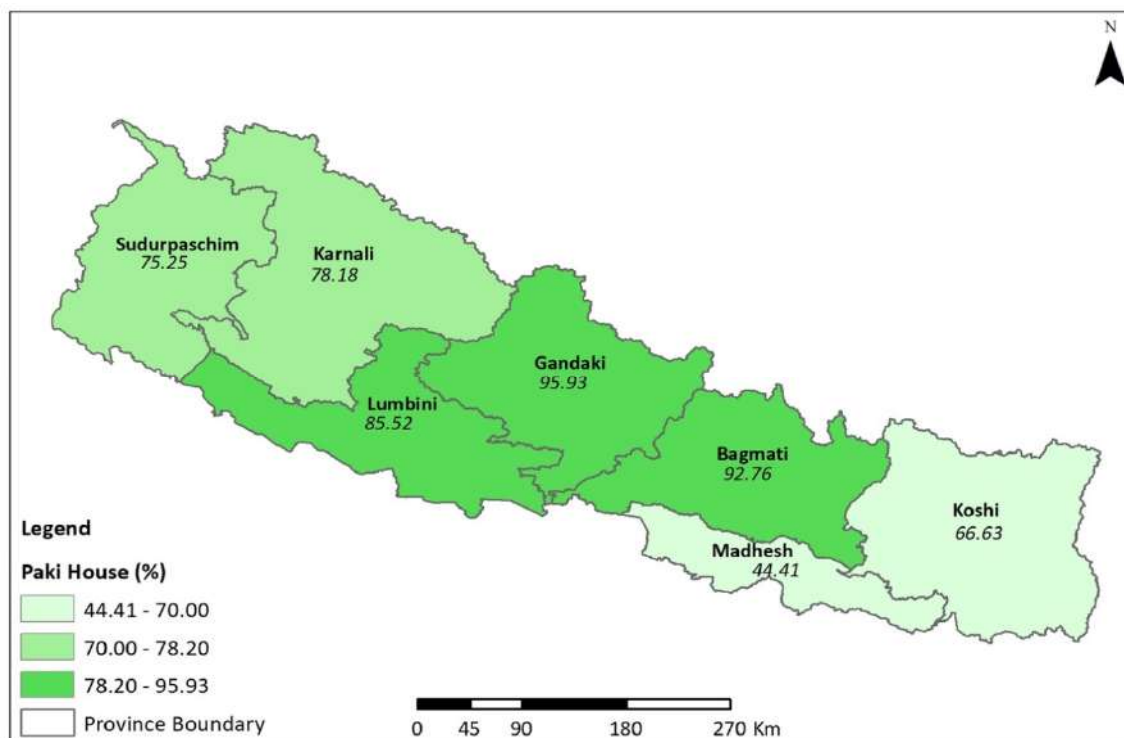 N
Sudurpaschim
75.25
Karnali
78.18
Gandaki
95.93
Lumbini
85.52
Bagmati
92.76
Koshi
66.63
Madhesh
44.41
Legend
Paki House (%)
44.41 - 70.00
70.00 - 78.20
78.20 - 95.93
Province Boundary
0 45 90 180 270 Km